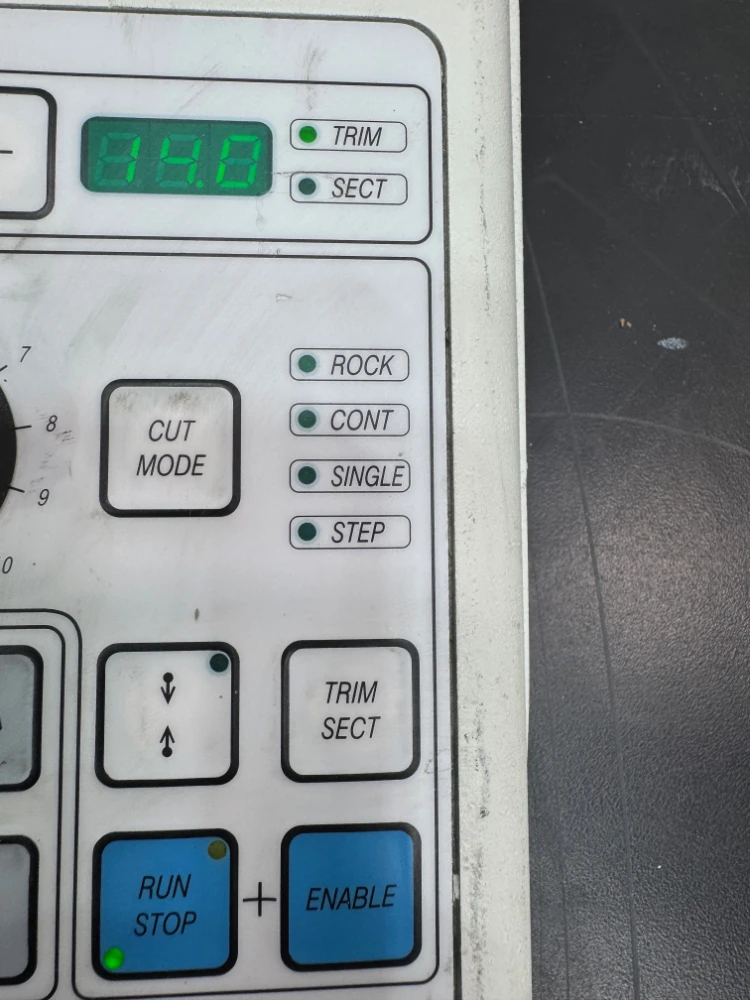 14.0
TRIM
SECT
7
8
9
0
CUT
MODE
ROCK
CONT
SINGLE
STEP
TRIM
SECT
RUN
STOP
+
ENABLE